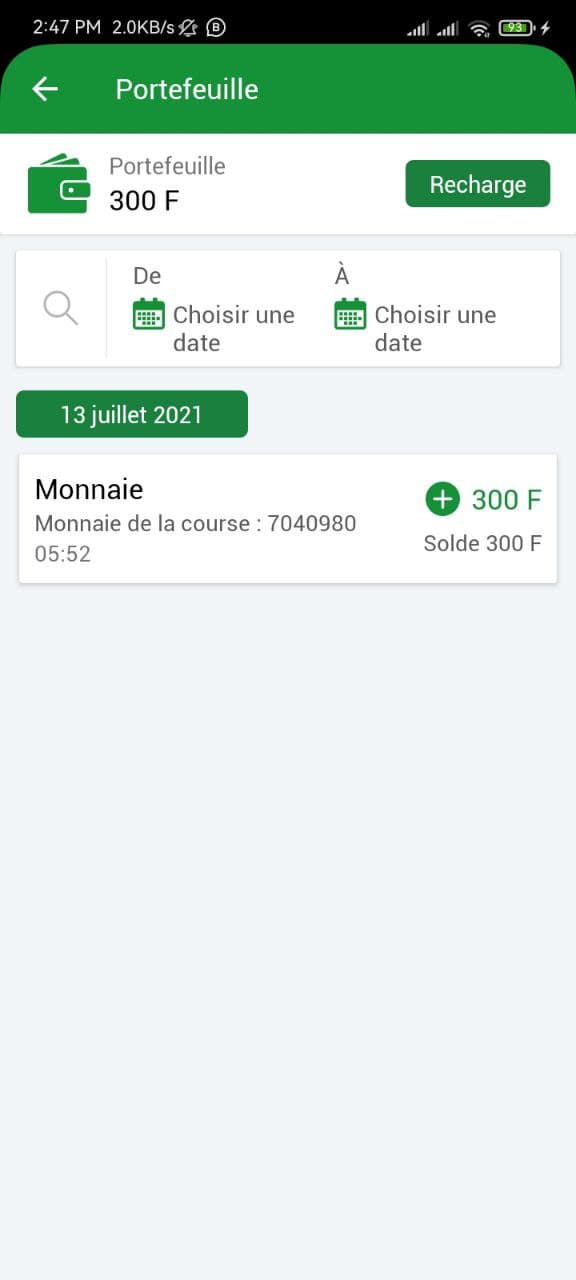 2:47 PM 2.0KB/s B 93
Portefeuille
Portefeuille
300 F
Recharge
De
Choisir une
date
À
Choisir une
date
13 juillet 2021
Monnaie
Monnaie de la course : 7040980
05:52
300 F
Solde 300 F